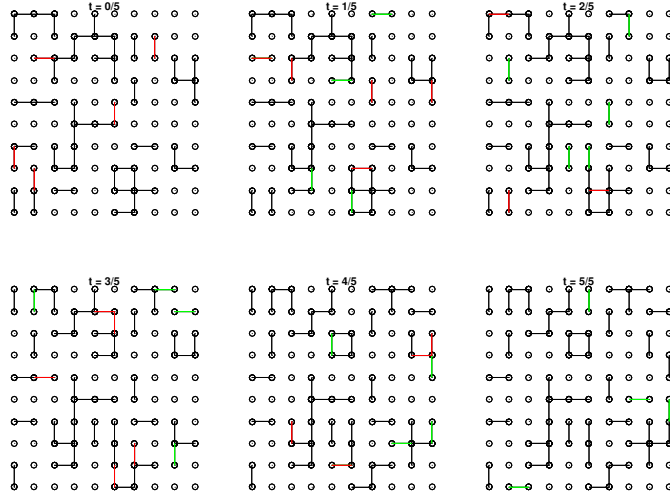 t = 0/5
t = 1/5
t = 2/5
t = 3/5
t = 4/5
t = 5/5